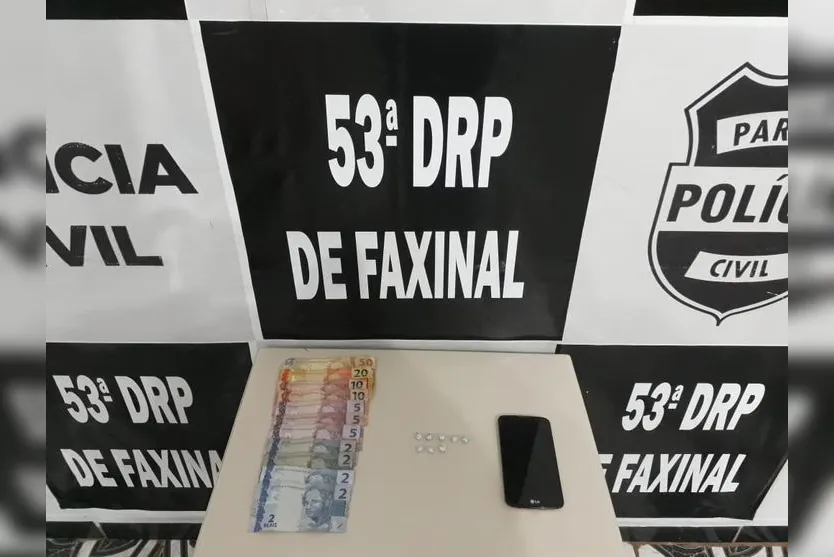 53ª DRP
DE FAXINAL
CIA
VIL
PAR
POLÍC
CIVIL
53ª DRP
DE FAXINA
53ª DRP
FAXINAL
50
20
10
10
5
5
5
2
2
2
2
2
REAIS
LG